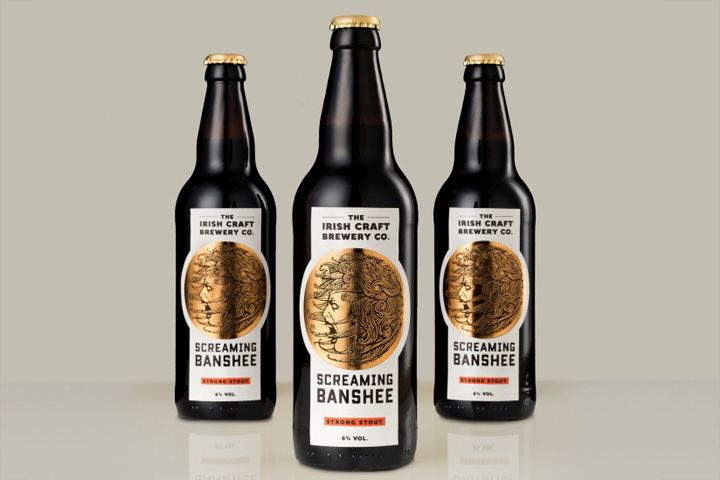 THE
IRISH CRAFT
BREWERY CO.
SCREAMING
BANSHEE
STRONG STOUT
6% VOL.
THE
IRISH CRAFT
BREWERY CO.
SCREAMING
BANSHEE
STRONG STOUT
6% VOL.
THE
IRISH CRAFT
BREWERY CO.
SCREAMING
BANSHEE
STRONG STOUT
6% VOL.